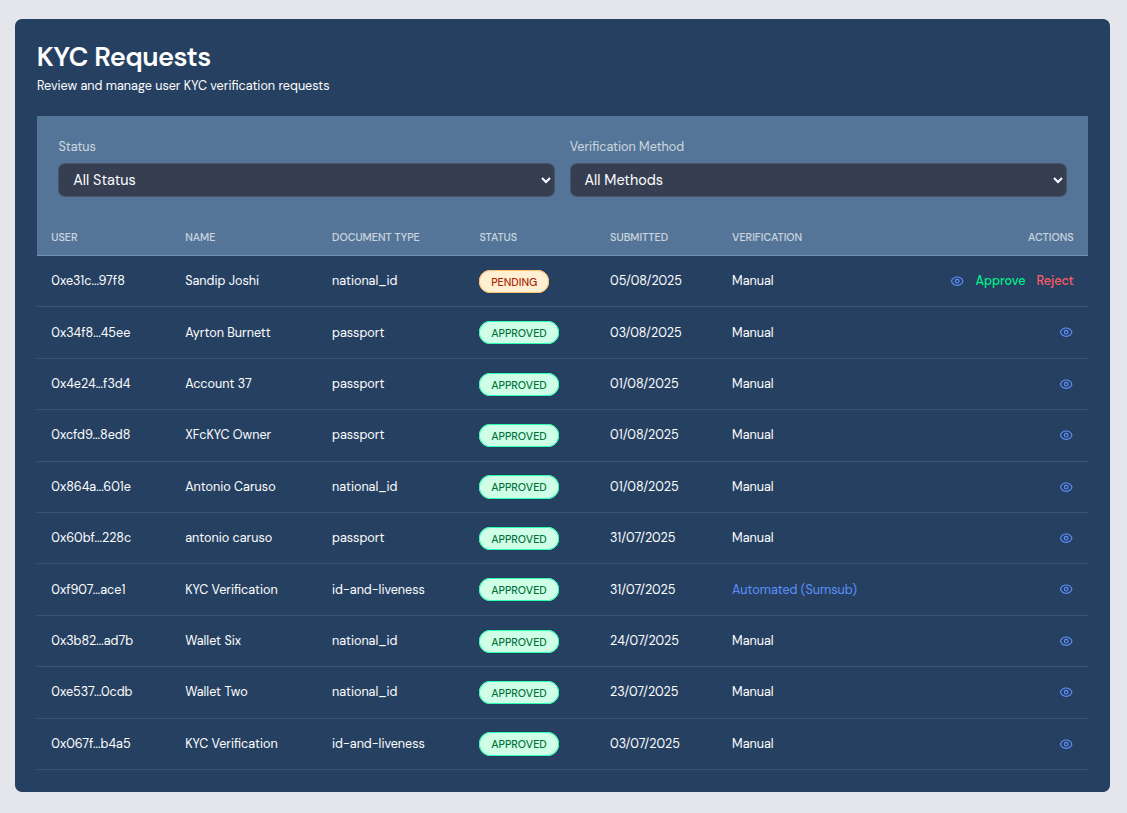 KYC Requests
Review and manage user KYC verification requests
Status Verification Method
All Status All Methods
USER NAME DOCUMENT TYPE STATUS SUBMITTED VERIFICATION ACTIONS
0xe31c...97f8 Sandip Joshi national_id PENDING 05/08/2025 Manual Approve Reject
0x34f8...45ee Ayrton Burnett passport APPROVED 03/08/2025 Manual
0x4e24...f3d4 Account 37 passport APPROVED 01/08/2025 Manual
0xcfd9...8ed8 XFcKYC Owner passport APPROVED 01/08/2025 Manual
0x864a...601e Antonio Caruso national_id APPROVED 01/08/2025 Manual
0x60bf...228c antonio caruso passport APPROVED 31/07/2025 Manual
0xf907...ace1 KYC Verification id-and-liveness APPROVED 31/07/2025 Automated (Sumsub)
0x3b82...ad7b Wallet Six national_id APPROVED 24/07/2025 Manual
0xe537...0cdb Wallet Two national_id APPROVED 23/07/2025 Manual
0x067f...b4a5 KYC Verification id-and-liveness APPROVED 03/07/2025 Manual